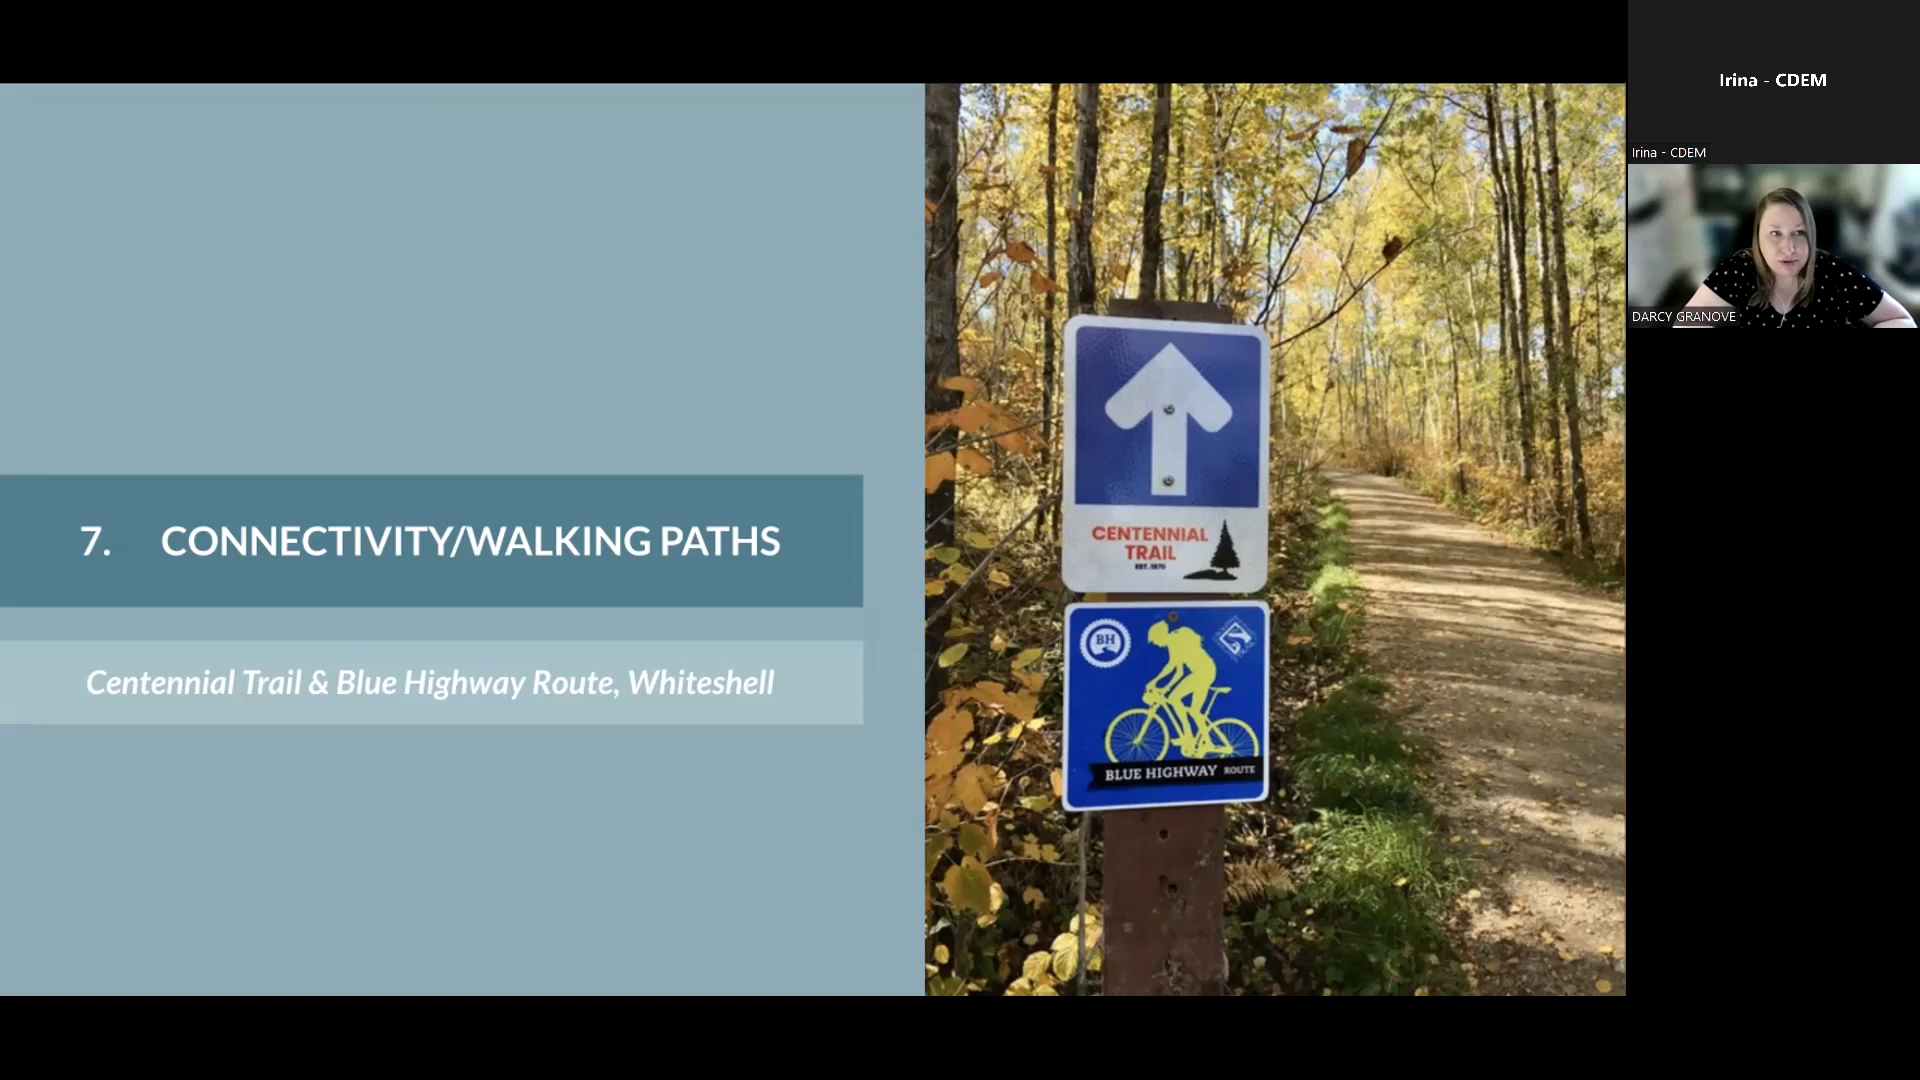 7. CONNECTIVITY/WALKING PATHS
Centennial Trail & Blue Highway Route, Whiteshell
CENTENNIAL
TRAIL
EST. 1970
BH
BLUE HIGHWAY ROUTE
Irina - CDEM
Irina - CDEM
DARCY GRANOVE